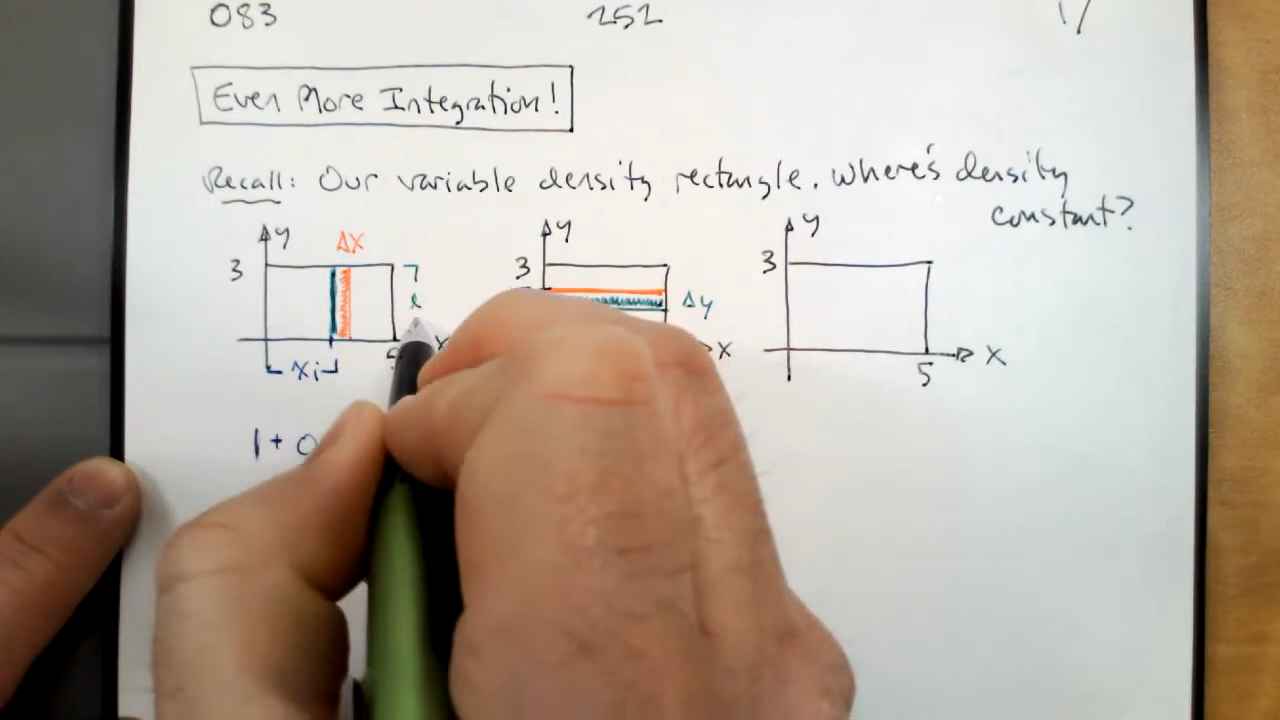 083 252 1/
Even More Integration!
Recall: Our variable density rectangle. Where's density
constant?
y Δx 3 l xi
y 3 Δy x
y 3 5 x
1 + 0